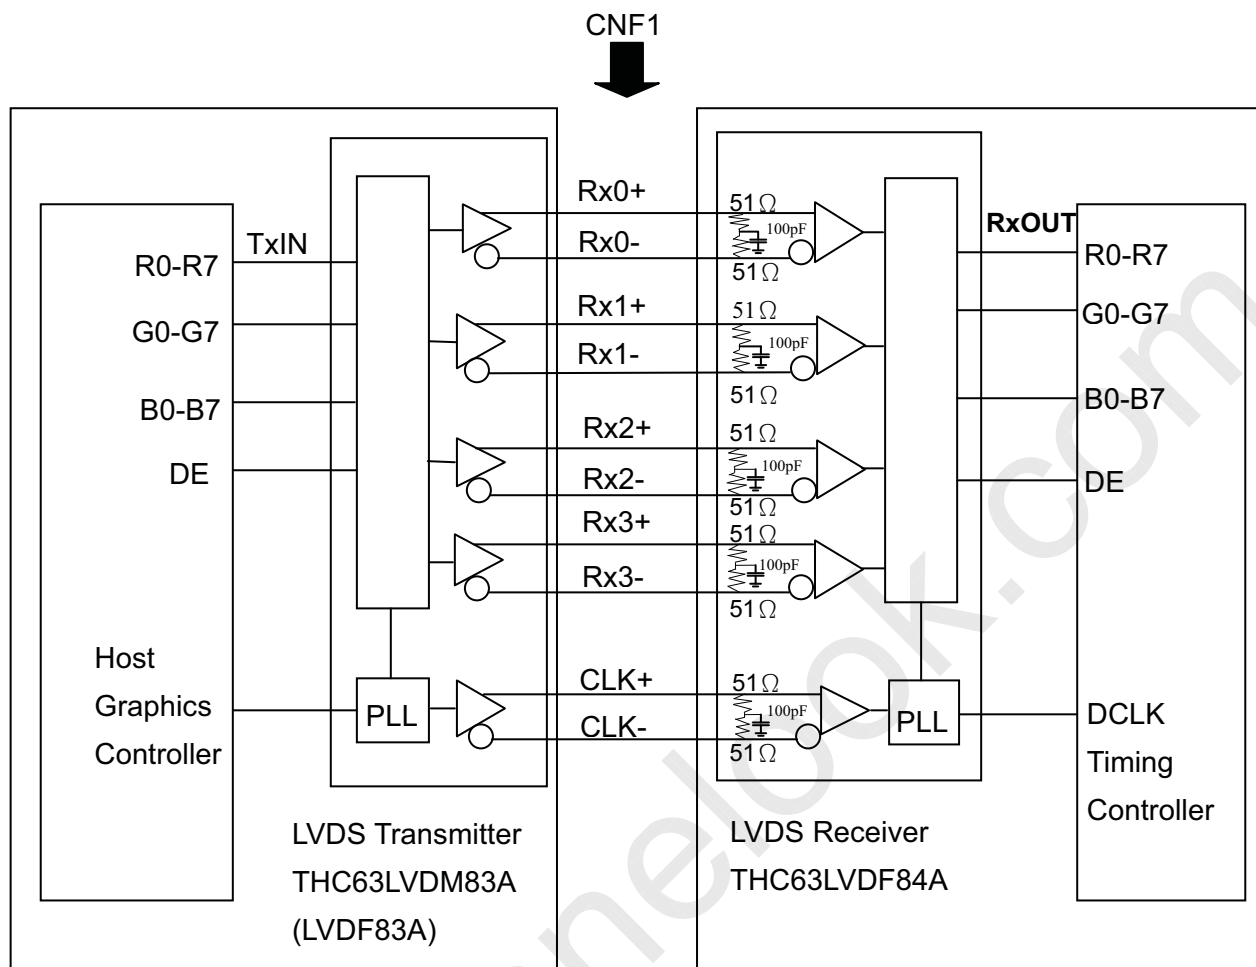 CNF1
TxIN
R0-R7
G0-G7
B0-B7
DE
Host
Graphics
Controller
PLL
Rx0+
Rx0-
Rx1+
Rx1-
Rx2+
Rx2-
Rx3+
Rx3-
CLK+
CLK-
51Ω
100pF
51Ω
51Ω
100pF
51Ω
51Ω
100pF
51Ω
51Ω
100pF
51Ω
51Ω
100pF
51Ω
PLL
RxOUT
R0-R7
G0-G7
B0-B7
DE
DCLK
Timing
Controller
LVDS Transmitter
THC63LVDM83A
(LVDF83A)
LVDS Receiver
THC63LVDF84A
nelook.com